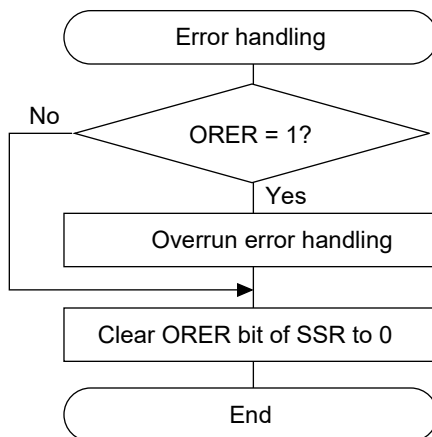 Error handling
No
ORER = 1?
Yes
Overrun error handling
Clear ORER bit of SSR to 0
End